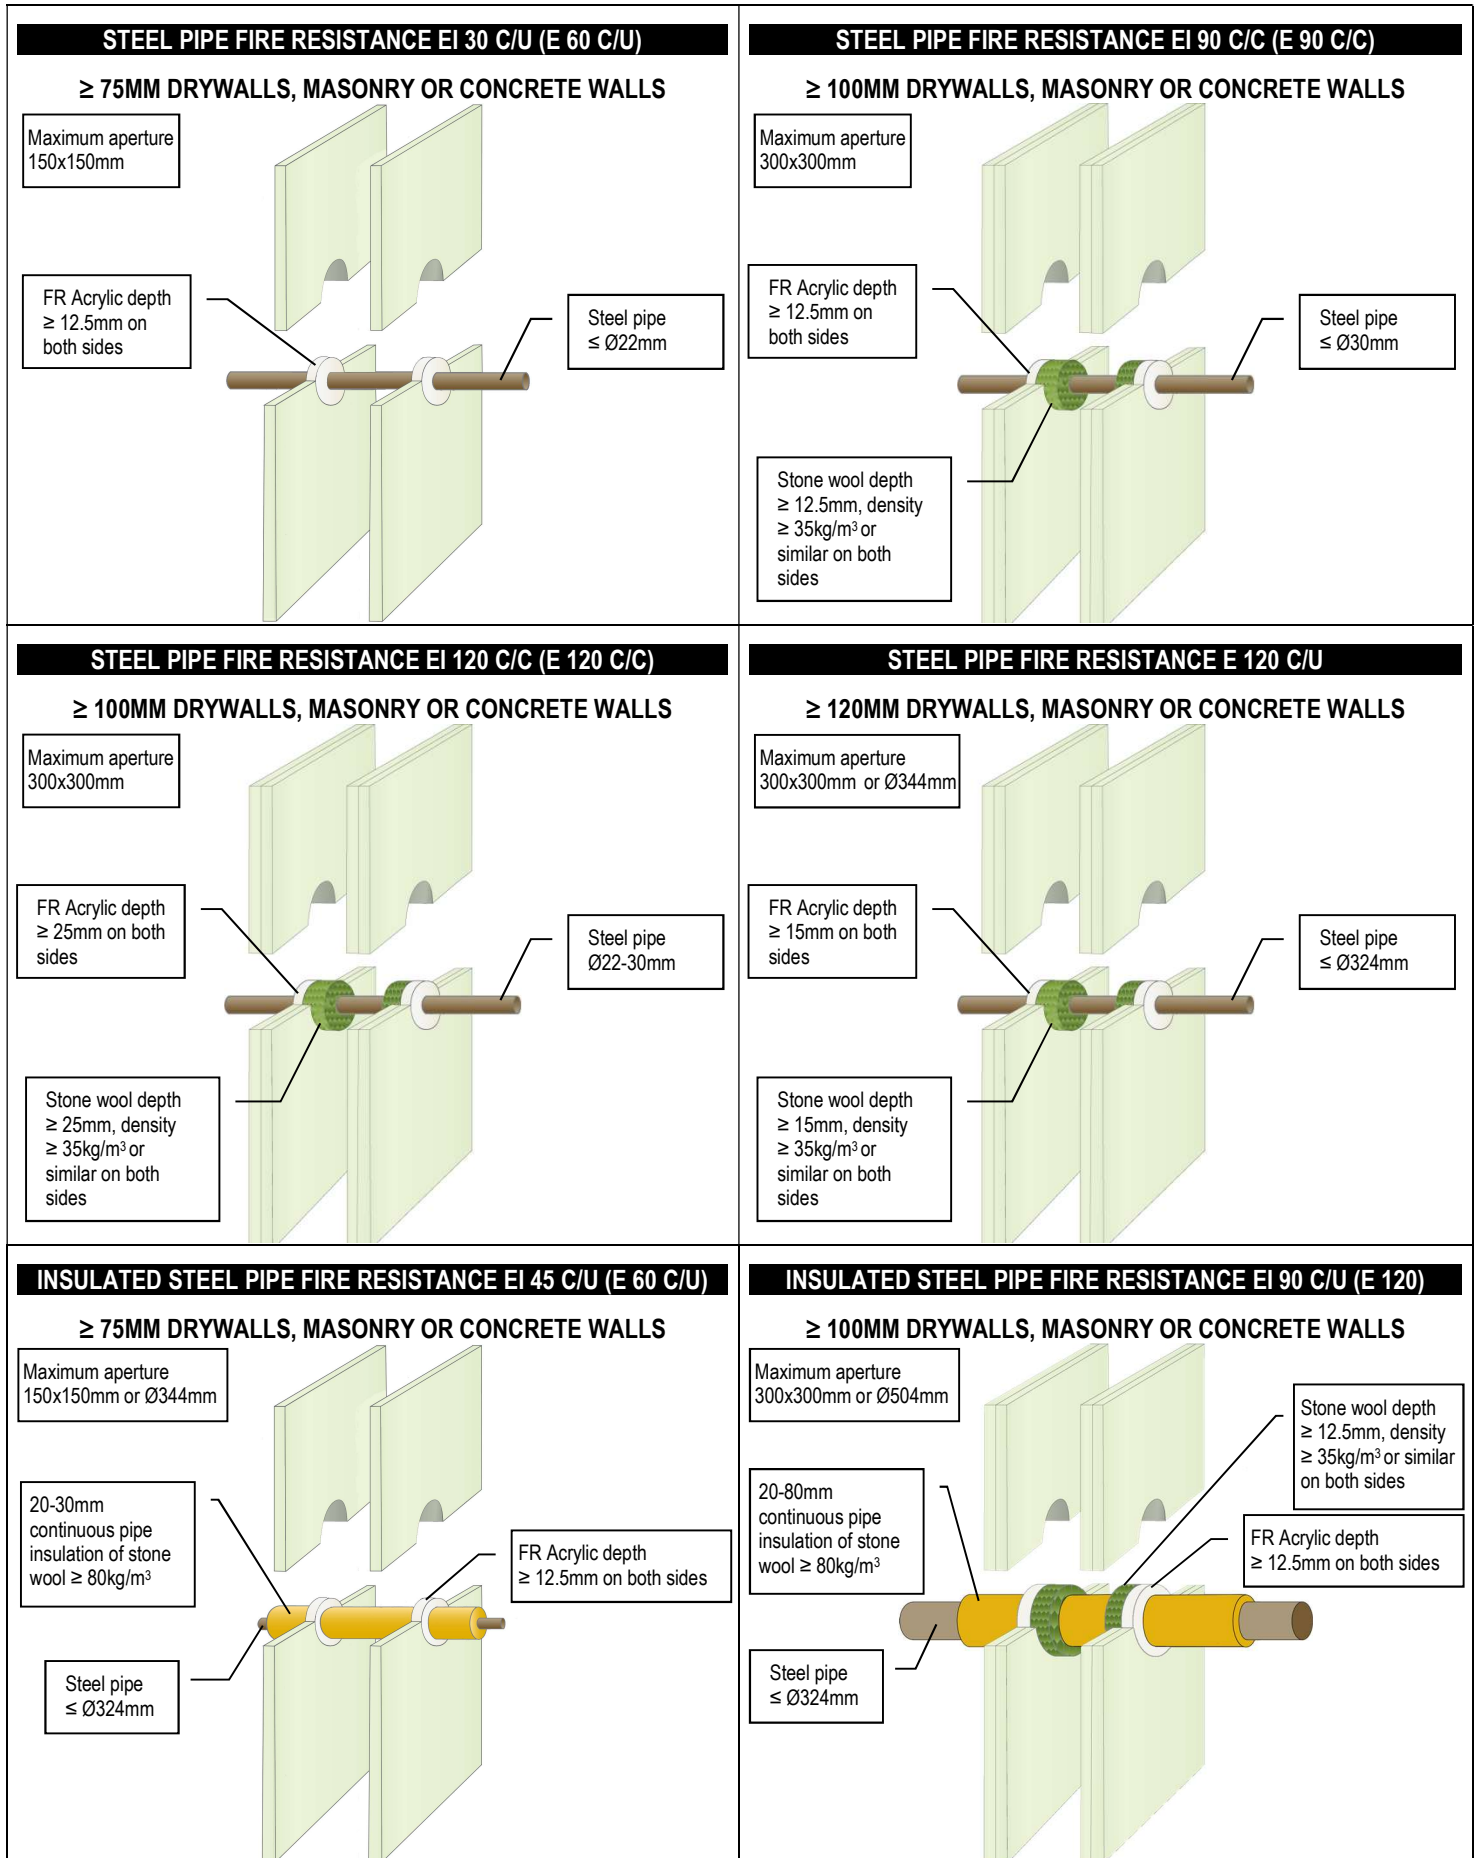 STEEL PIPE FIRE RESISTANCE EI 30 C/U (E 60 C/U)
≥ 75MM DRYWALLS, MASONRY OR CONCRETE WALLS
Maximum aperture
150x150mm
FR Acrylic depth
≥ 12.5mm on
both sides
Steel pipe
≤ Ø22mm
STEEL PIPE FIRE RESISTANCE EI 90 C/C (E 90 C/C)
≥ 100MM DRYWALLS, MASONRY OR CONCRETE WALLS
Maximum aperture
300x300mm
FR Acrylic depth
≥ 12.5mm on
both sides
Steel pipe
≤ Ø30mm
Stone wool depth
≥ 12.5mm, density
≥ 35kg/m³ or
similar on both
sides
STEEL PIPE FIRE RESISTANCE EI 120 C/C (E 120 C/C)
≥ 100MM DRYWALLS, MASONRY OR CONCRETE WALLS
Maximum aperture
300x300mm
FR Acrylic depth
≥ 25mm on both
sides
Steel pipe
Ø22-30mm
Stone wool depth
≥ 25mm, density
≥ 35kg/m³ or
similar on both
sides
STEEL PIPE FIRE RESISTANCE E 120 C/U
≥ 120MM DRYWALLS, MASONRY OR CONCRETE WALLS
Maximum aperture
300x300mm or Ø344mm
FR Acrylic depth
≥ 15mm on both
sides
Steel pipe
≤ Ø324mm
Stone wool depth
≥ 15mm, density
≥ 35kg/m³ or
similar on both
sides
INSULATED STEEL PIPE FIRE RESISTANCE EI 45 C/U (E 60 C/U)
≥ 75MM DRYWALLS, MASONRY OR CONCRETE WALLS
Maximum aperture
150x150mm or Ø344mm
20-30mm
continuous pipe
insulation of stone
wool ≥ 80kg/m³
FR Acrylic depth
≥ 12.5mm on both sides
Steel pipe
≤ Ø324mm
INSULATED STEEL PIPE FIRE RESISTANCE EI 90 C/U (E 120)
≥ 100MM DRYWALLS, MASONRY OR CONCRETE WALLS
Maximum aperture
300x300mm or Ø504mm
Stone wool depth
≥ 12.5mm, density
≥ 35kg/m³ or similar
on both sides
20-80mm
continuous pipe
insulation of stone
wool ≥ 80kg/m³
FR Acrylic depth
≥ 12.5mm on both sides
Steel pipe
≤ Ø324mm